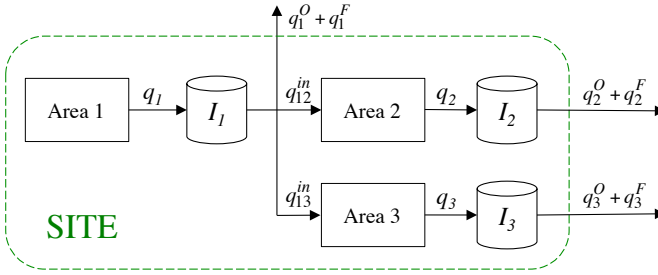 q₁ᴼ + q₁ꟳ
Area 1
q₁
I₁
q₁₂ⁱⁿ
Area 2
q₂
I₂
q₂ᴼ + q₂ꟳ
q₁₃ⁱⁿ
Area 3
q₃
I₃
q₃ᴼ + q₃ꟳ
SITE